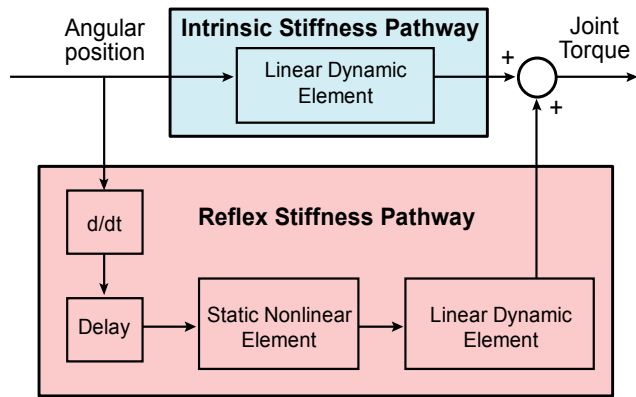 Angular
position
Intrinsic Stiffness Pathway
Linear Dynamic
Element
+
+
Joint
Torque
d/dt
Reflex Stiffness Pathway
Delay
Static Nonlinear
Element
Linear Dynamic
Element